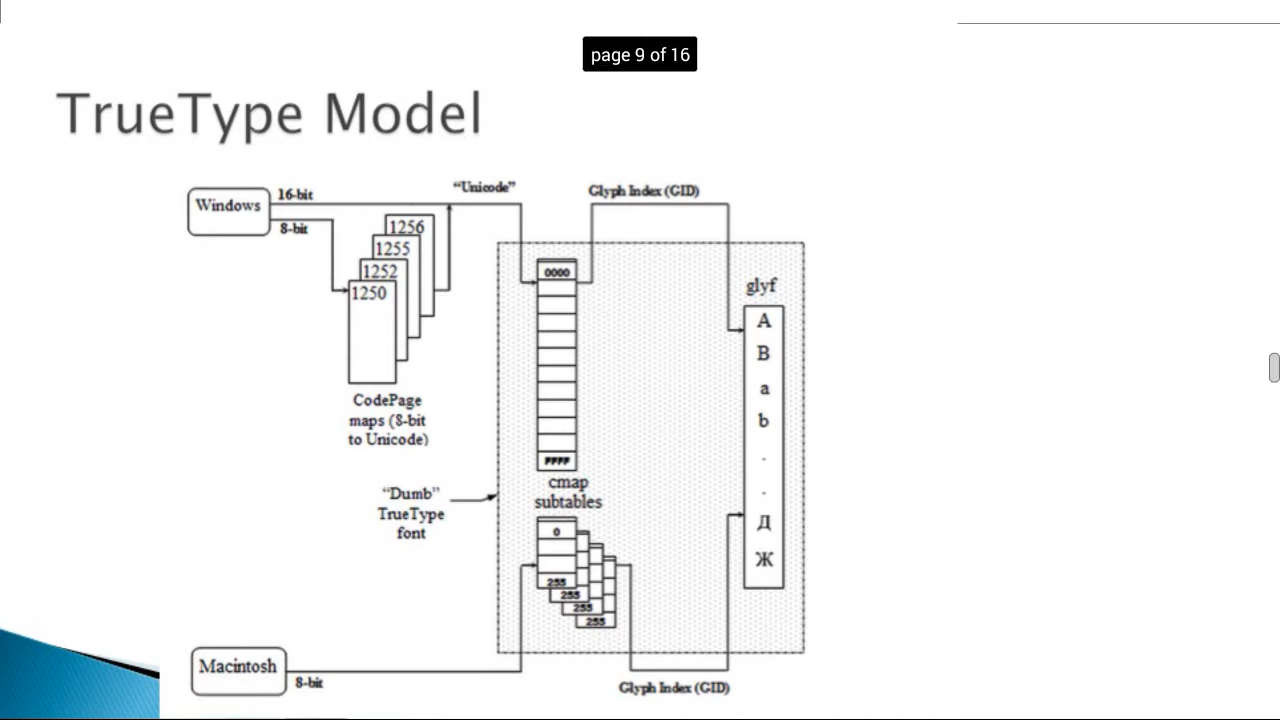 page 9 of 16
TrueType Model
Windows
16-bit
8-bit
"Unicode"
Glyph Index (GID)
1256
1255
1252
1250
CodePage
maps (8-bit
to Unicode)
0000
FFFF
cmap
subtables
glyf
A
B
a
b
.
.
Д
Ж
"Dumb"
TrueType
font
0
255
255
255
255
Macintosh
8-bit
Glyph Index (GID)